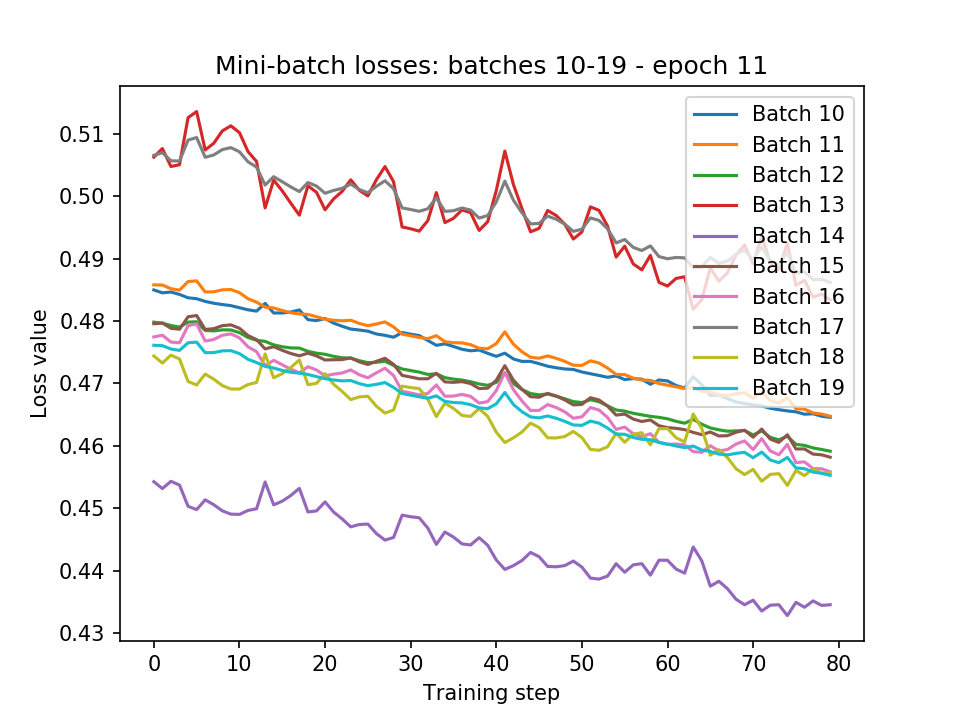 Mini-batch losses: batches 10-19 - epoch 11
Loss value
0.51
0.50
0.49
0.48
0.47
0.46
0.45
0.44
0.43
Batch 10
Batch 11
Batch 12
Batch 13
Batch 14
Batch 15
Batch 16
Batch 17
Batch 18
Batch 19
0 10 20 30 40 50 60 70 80
Training step